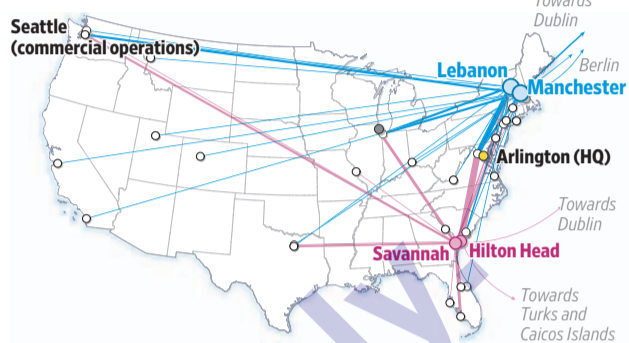 Towards
Dublin
Seattle
(commercial operations)
Berlin
Lebanon
Manchester
Arlington (HQ)
Towards
Dublin
Savannah
Hilton Head
Towards
Turks and
Caicos Islands